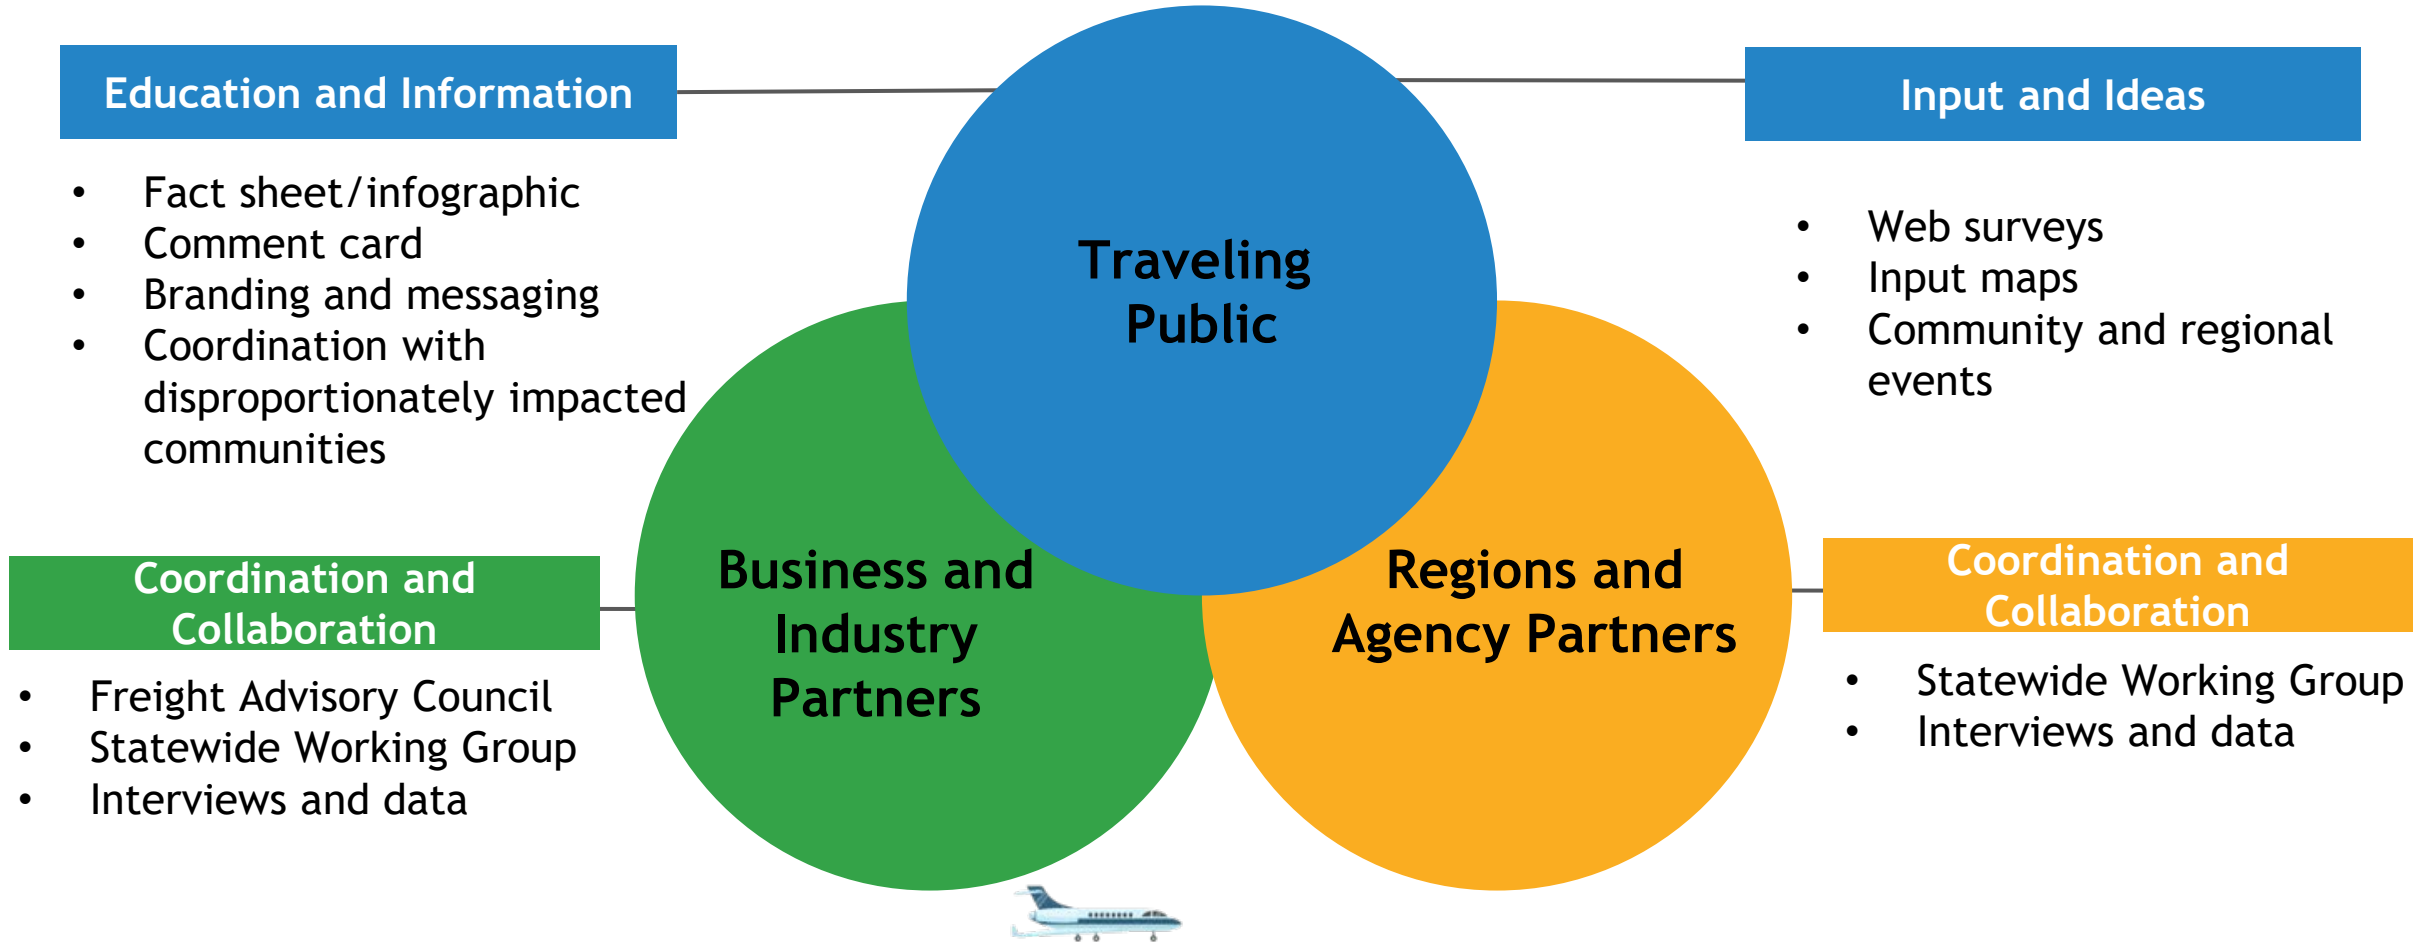 Education and Information
• Fact sheet/infographic
• Comment card
• Branding and messaging
• Coordination with
disproportionately impacted
communities
Traveling
Public
Input and Ideas
• Web surveys
• Input maps
• Community and regional
events
Coordination and
Collaboration
• Freight Advisory Council
• Statewide Working Group
• Interviews and data
Business and
Industry
Partners
Regions and
Agency Partners
Coordination and
Collaboration
• Statewide Working Group
• Interviews and data